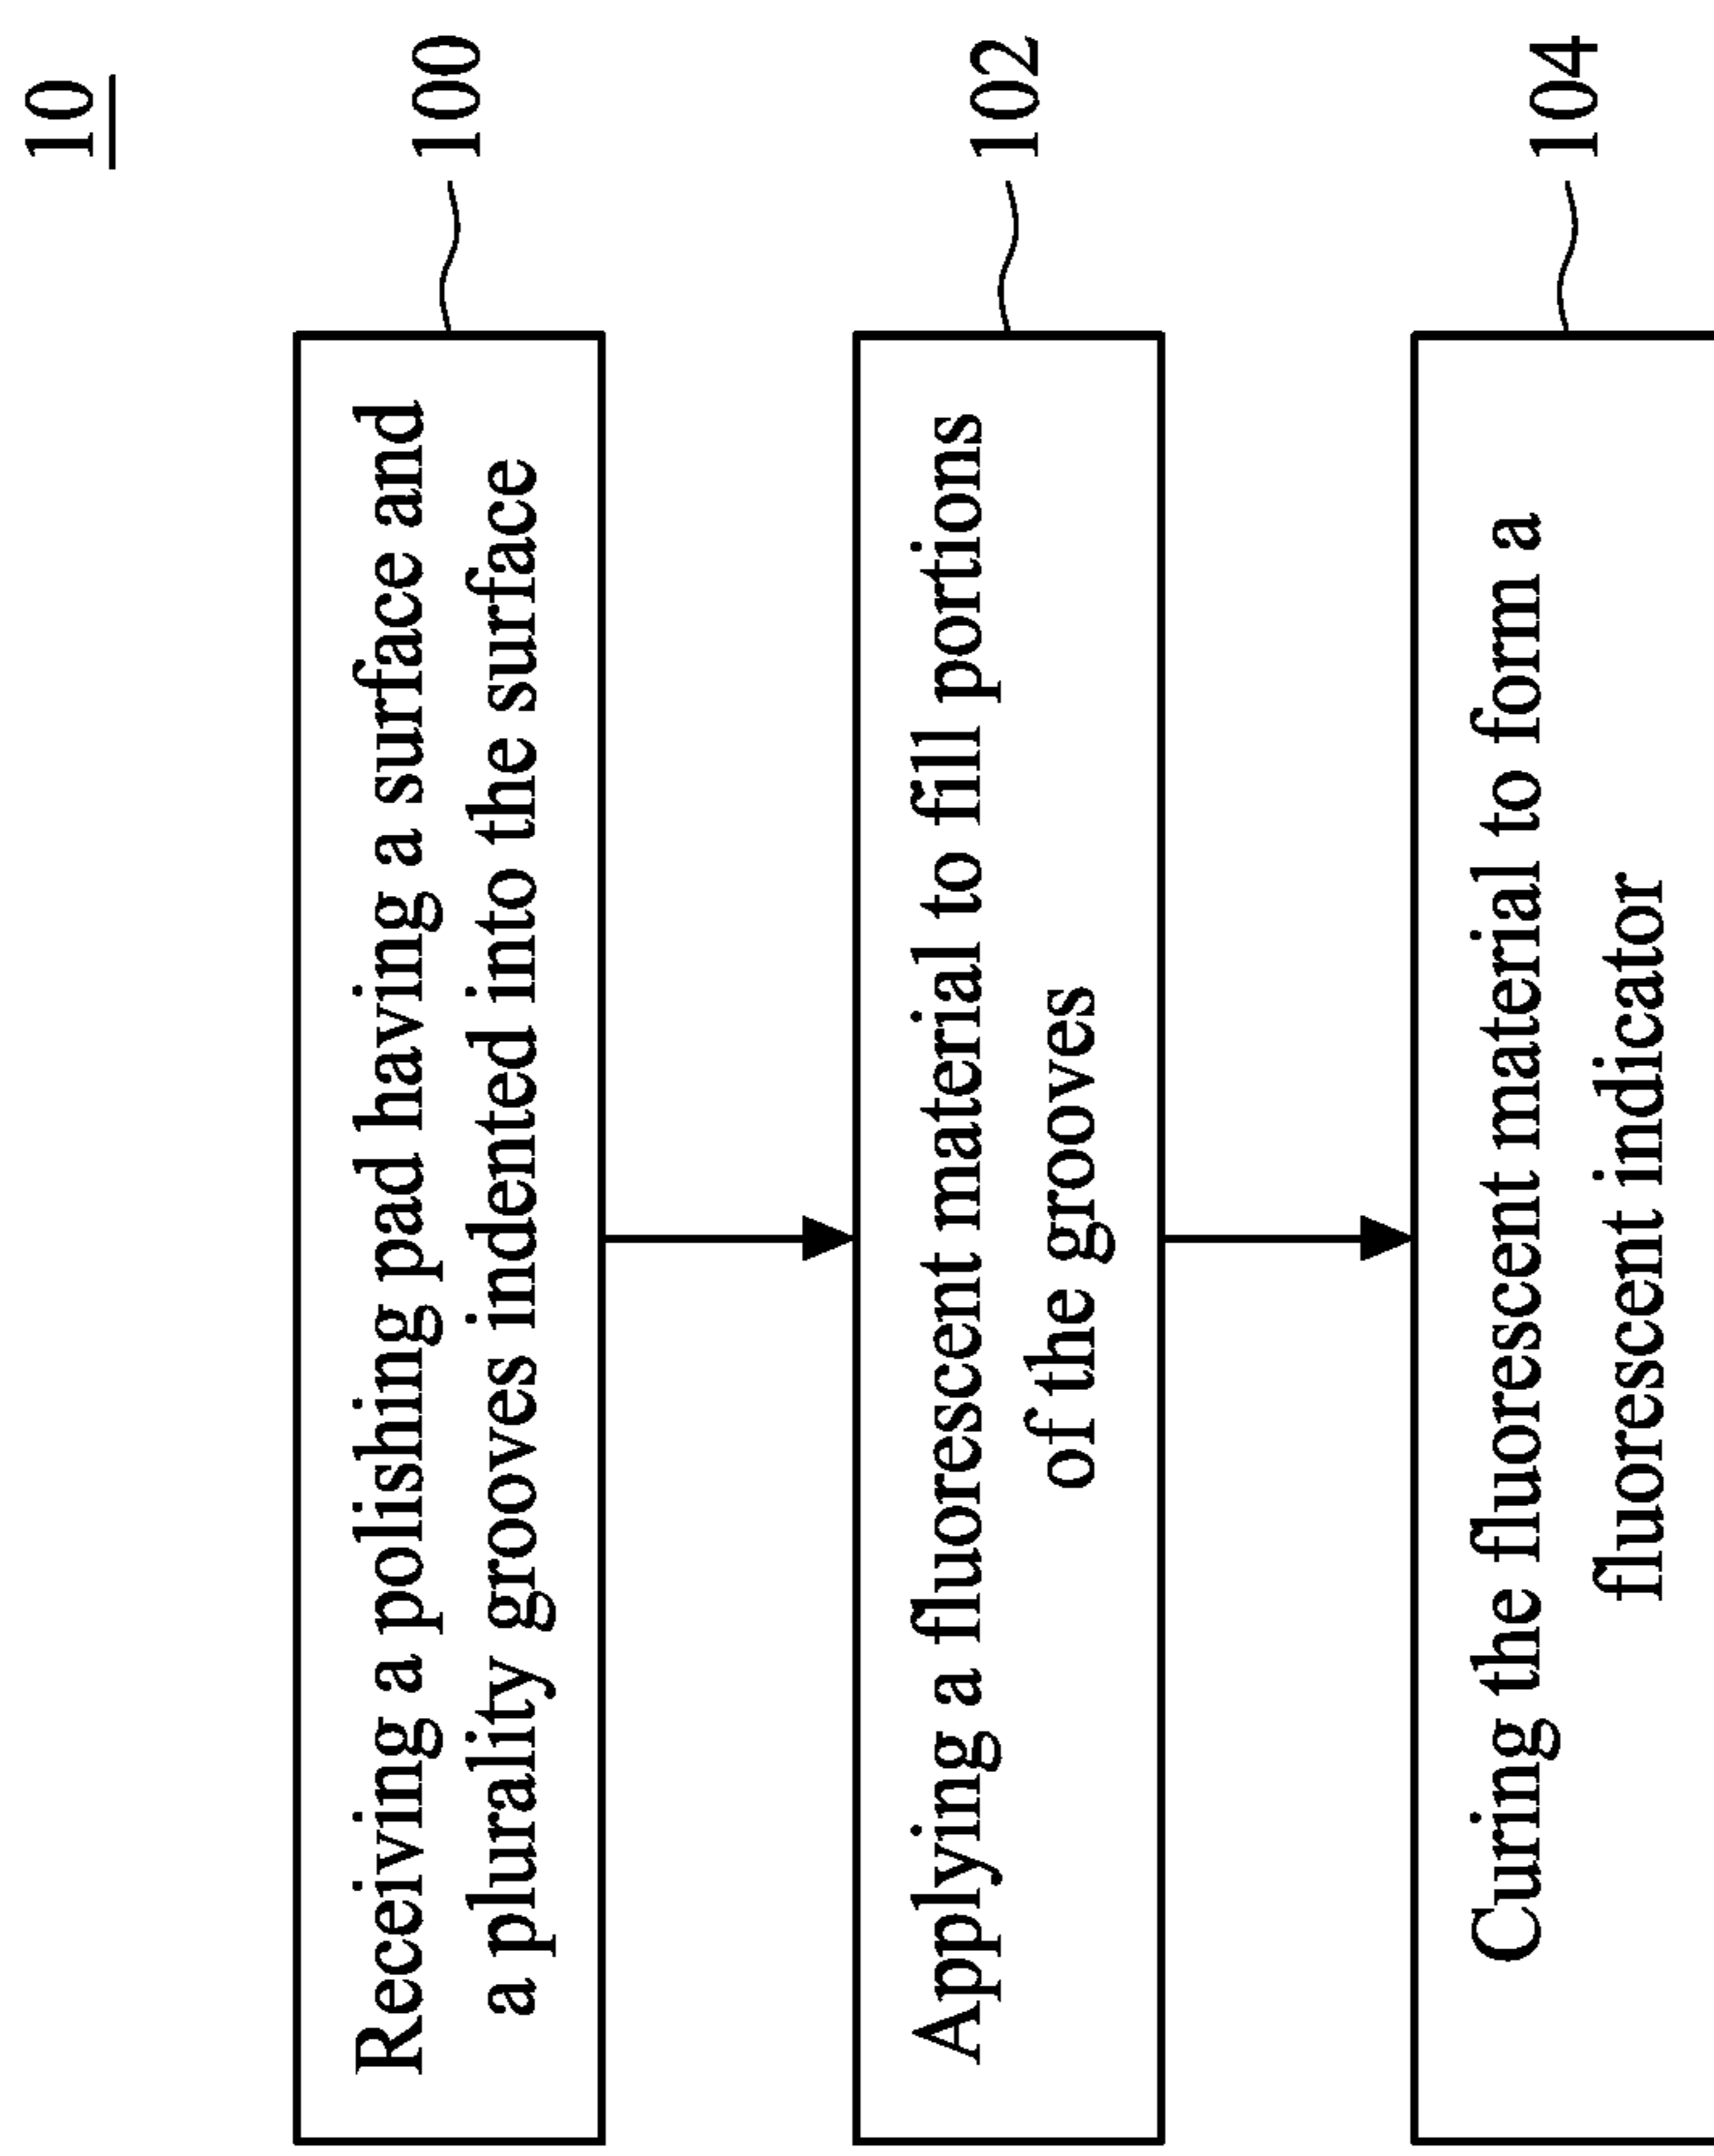 10
Receiving a polishing pad having a surface and
a plurality grooves indented into the surface
100
Applying a fluorescent material to fill portions
of the grooves
102
Curing the fluorescent material to form a
fluorescent indicator
104